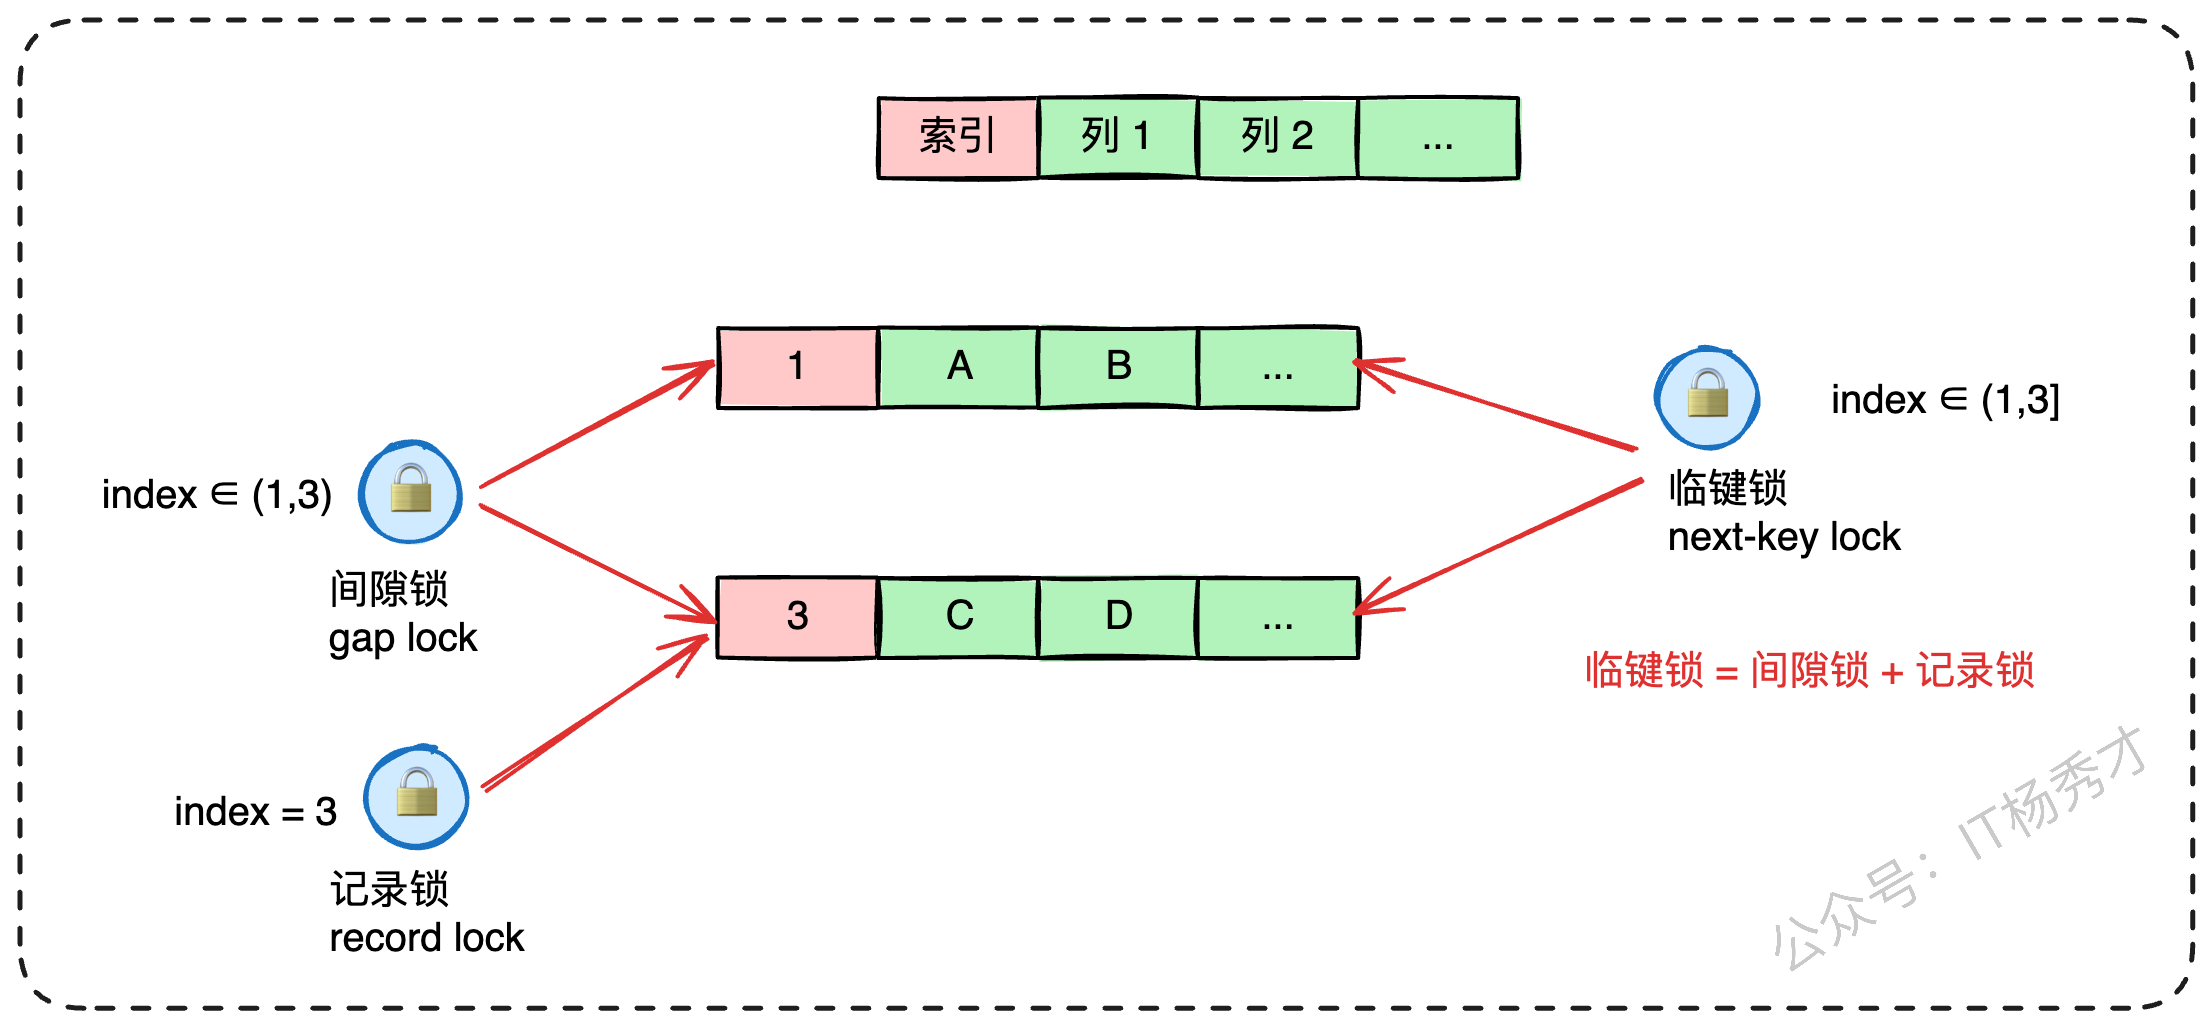 索引 列 1 列 2 ...
1 A B ...
index ∈ (1,3]
临键锁
next-key lock
index ∈ (1,3)
间隙锁
gap lock
3 C D ...
临键锁 = 间隙锁 + 记录锁
index = 3
记录锁
record lock
公众号：IT杨秀才